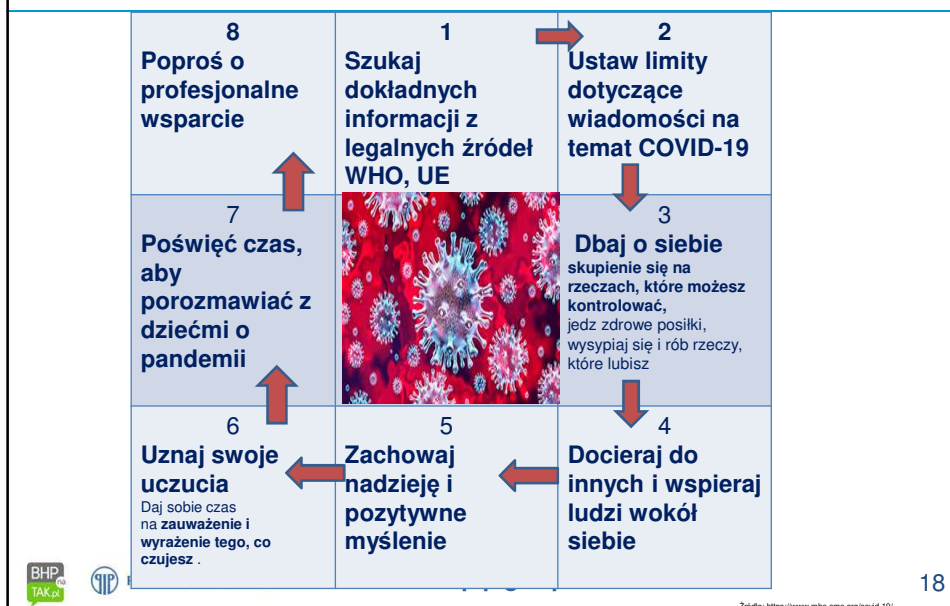 8
Poproś o
profesjonalne
wsparcie
1
Szukaj
dokładnych
informacji z
legalnych źródeł
WHO, UE
2
Ustaw limity
dotyczące
wiadomości na
temat COVID-19
7
Poświęć czas,
aby
porozmawiać z
dziećmi o
pandemii
3
Dbaj o siebie
skupienie się na
rzeczach, które możesz
kontrolować,
jedz zdrowe posiłki,
wysypiaj się i rób rzeczy,
które lubisz
6
Uznaj swoje
uczucia
Daj sobie czas
na zauważenie i
wyrażenie tego, co
czujesz .
5
Zachowaj
nadzieję i
pozytywne
myślenie
4
Docieraj do
innych i wspieraj
ludzi wokół
siebie
BHP na
TAK.pl
PIP
18